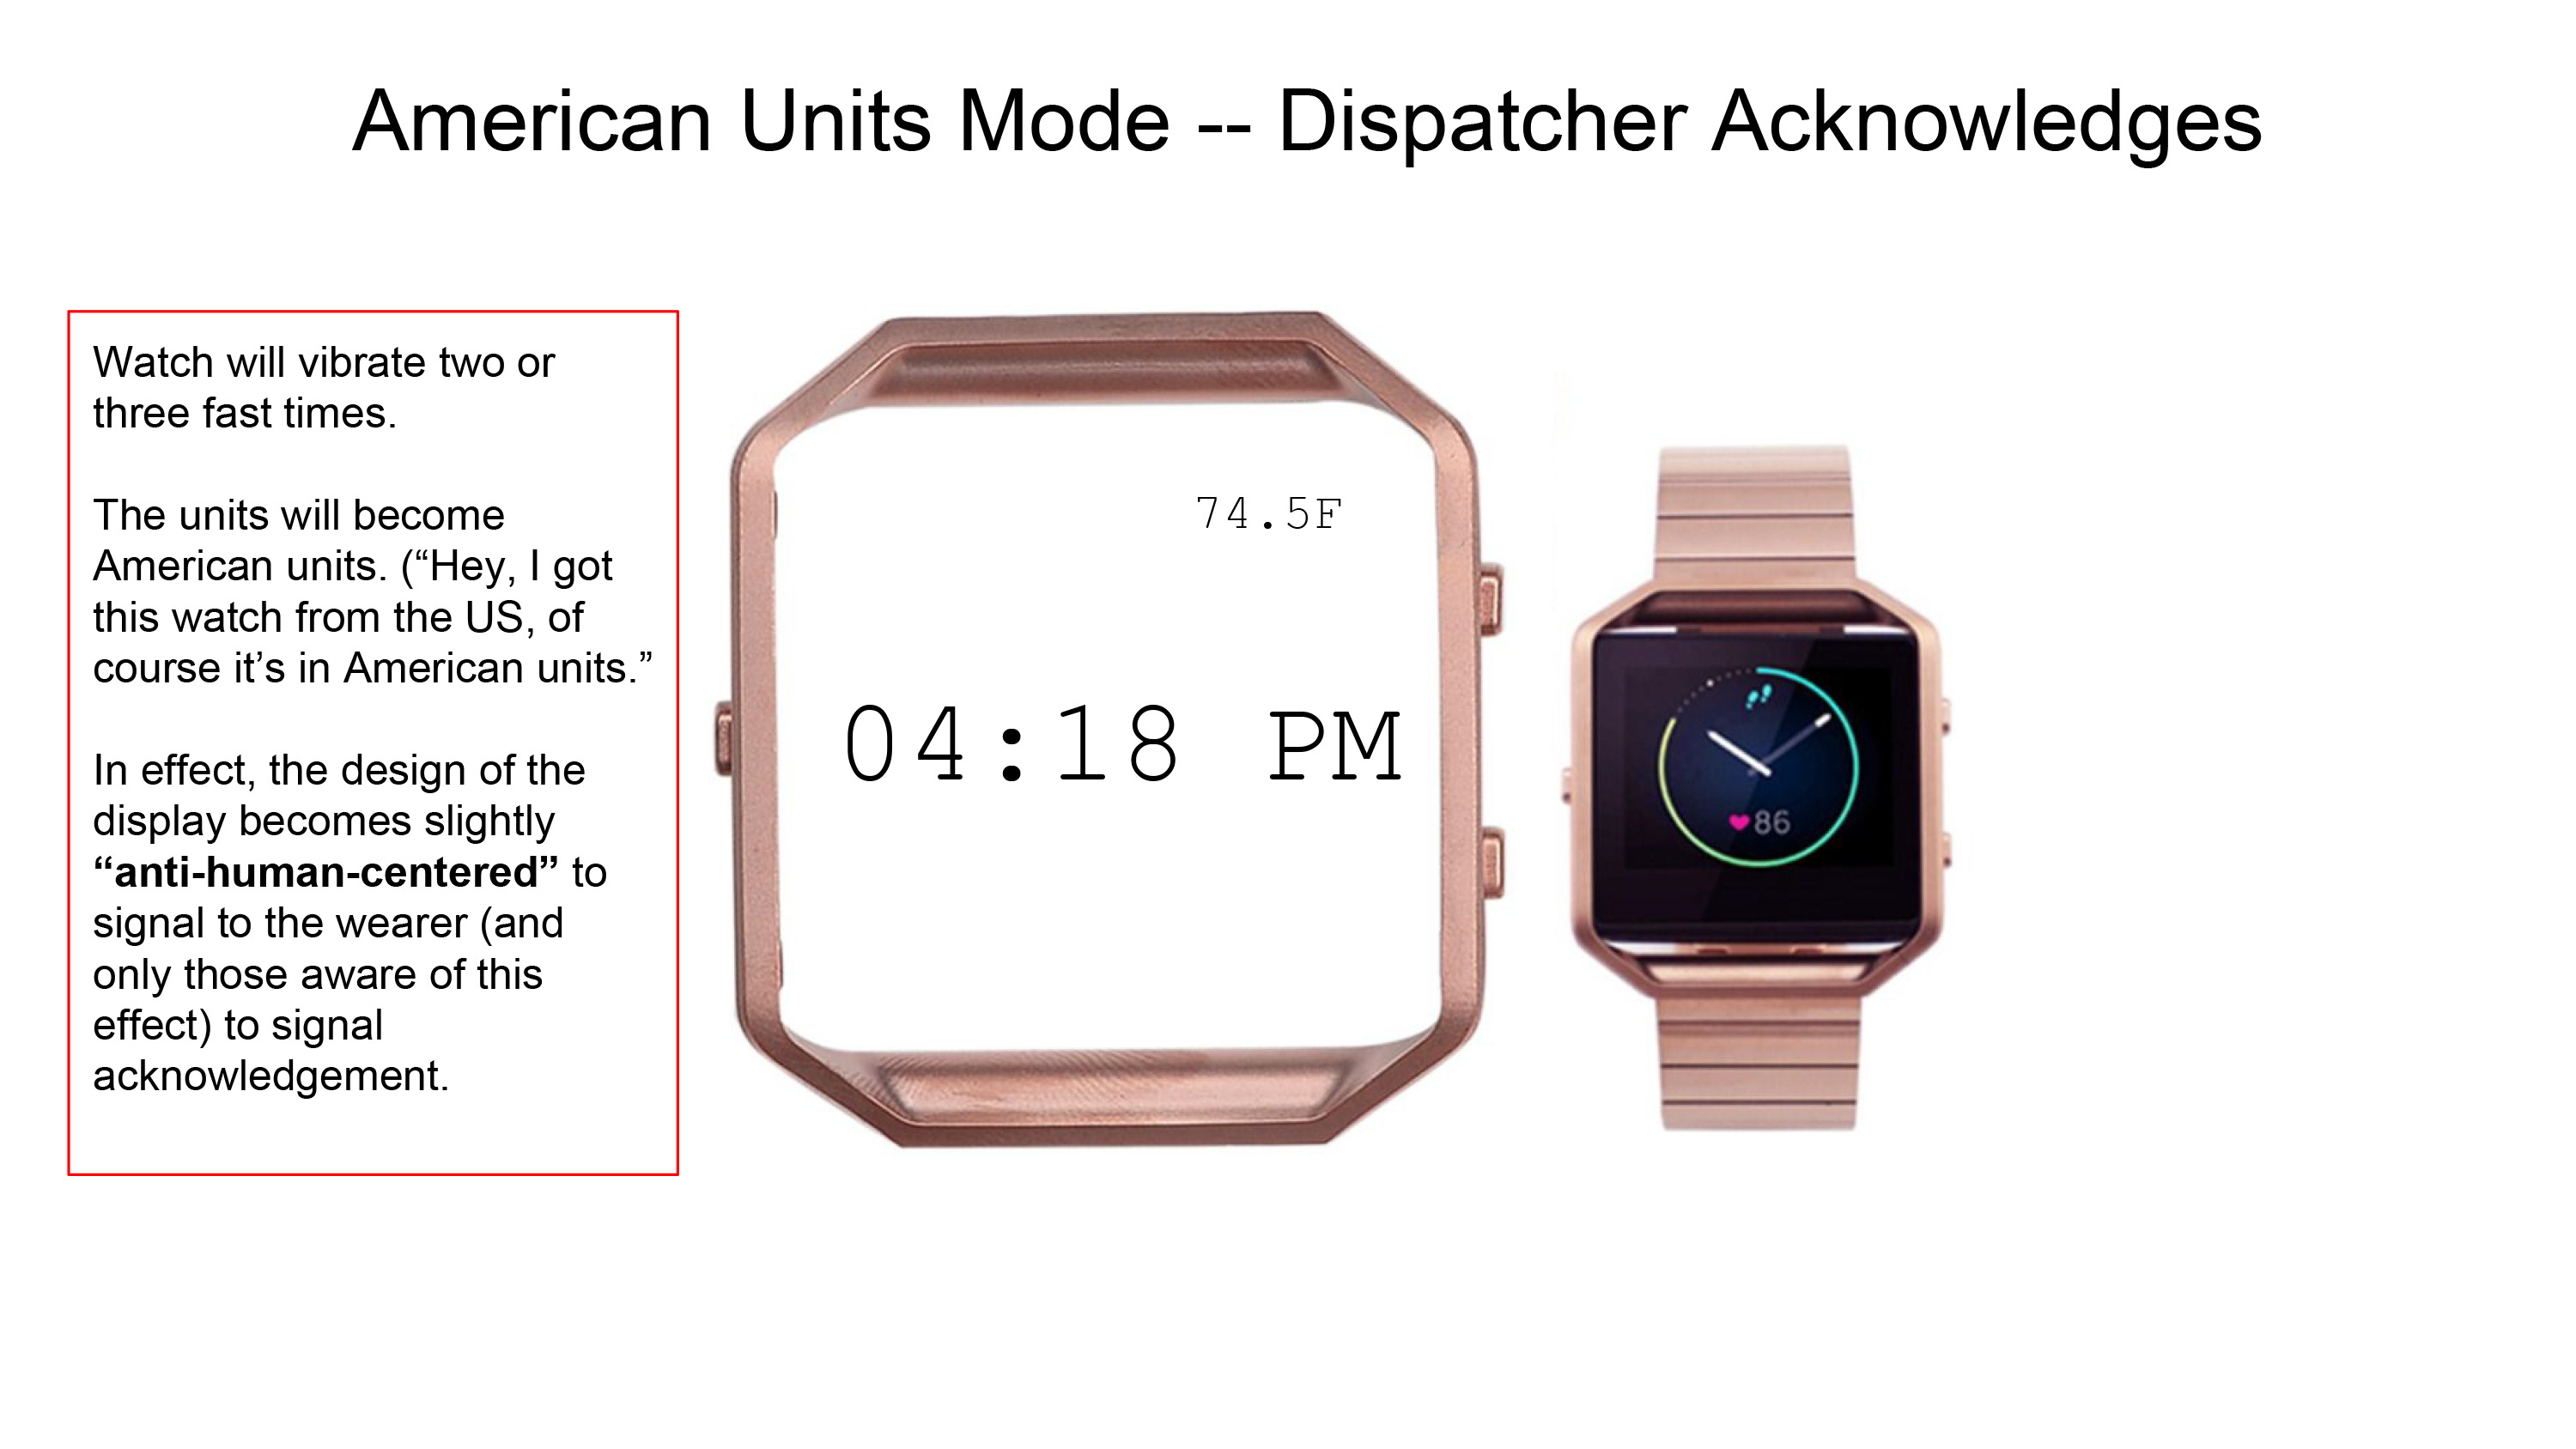 American Units Mode -- Dispatcher Acknowledges
Watch will vibrate two or
three fast times.
The units will become
American units. (“Hey, I got
this watch from the US, of
course it’s in American units.”
In effect, the design of the
display becomes slightly
“anti-human-centered” to
signal to the wearer (and
only those aware of this
effect) to signal
acknowledgement.
74.5F
04:18 PM
86